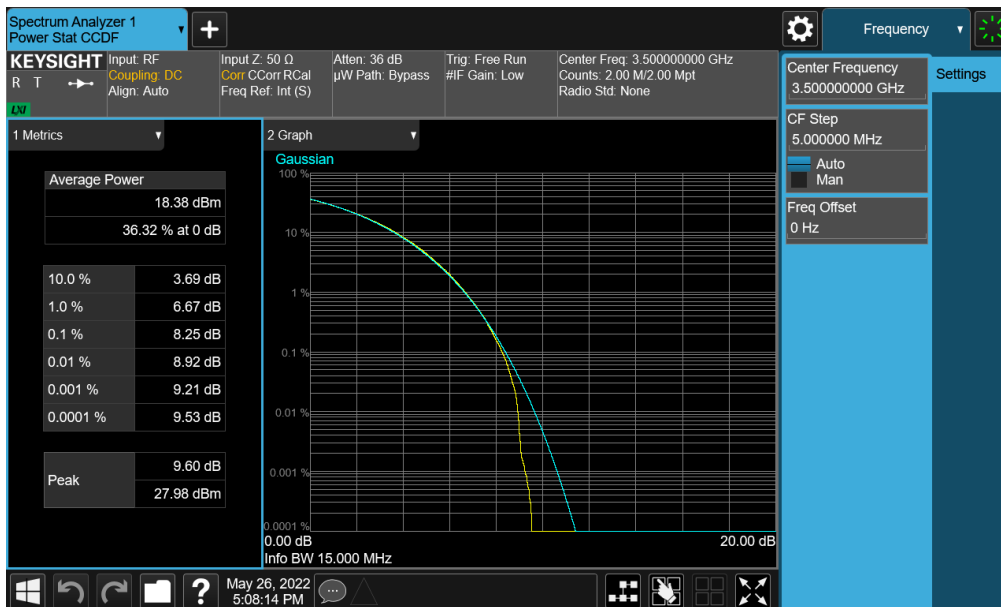 Spectrum Analyzer 1
Power Stat CCDF
Frequency
KEYSIGHT
R T
LXI
Input: RF
Coupling: DC
Align: Auto
Input Z: 50 Ω
Corr CCorr RCal
Freq Ref: Int (S)
Atten: 36 dB
µW Path: Bypass
Trig: Free Run
#IF Gain: Low
Center Freq: 3.500000000 GHz
Counts: 2.00 M/2.00 Mpt
Radio Std: None
Center Frequency
3.500000000 GHz
Settings
CF Step
5.000000 MHz
Auto
Man
Freq Offset
0 Hz
1 Metrics
Average Power
18.38 dBm
36.32 % at 0 dB
10.0 % 3.69 dB
1.0 % 6.67 dB
0.1 % 8.25 dB
0.01 % 8.92 dB
0.001 % 9.21 dB
0.0001 % 9.53 dB
Peak
9.60 dB
27.98 dBm
2 Graph
Gaussian
100 %
10 %
1 %
0.1 %
0.01 %
0.001 %
0.0001 %
0.00 dB
20.00 dB
Info BW 15.000 MHz
?
May 26, 2022
5:08:14 PM